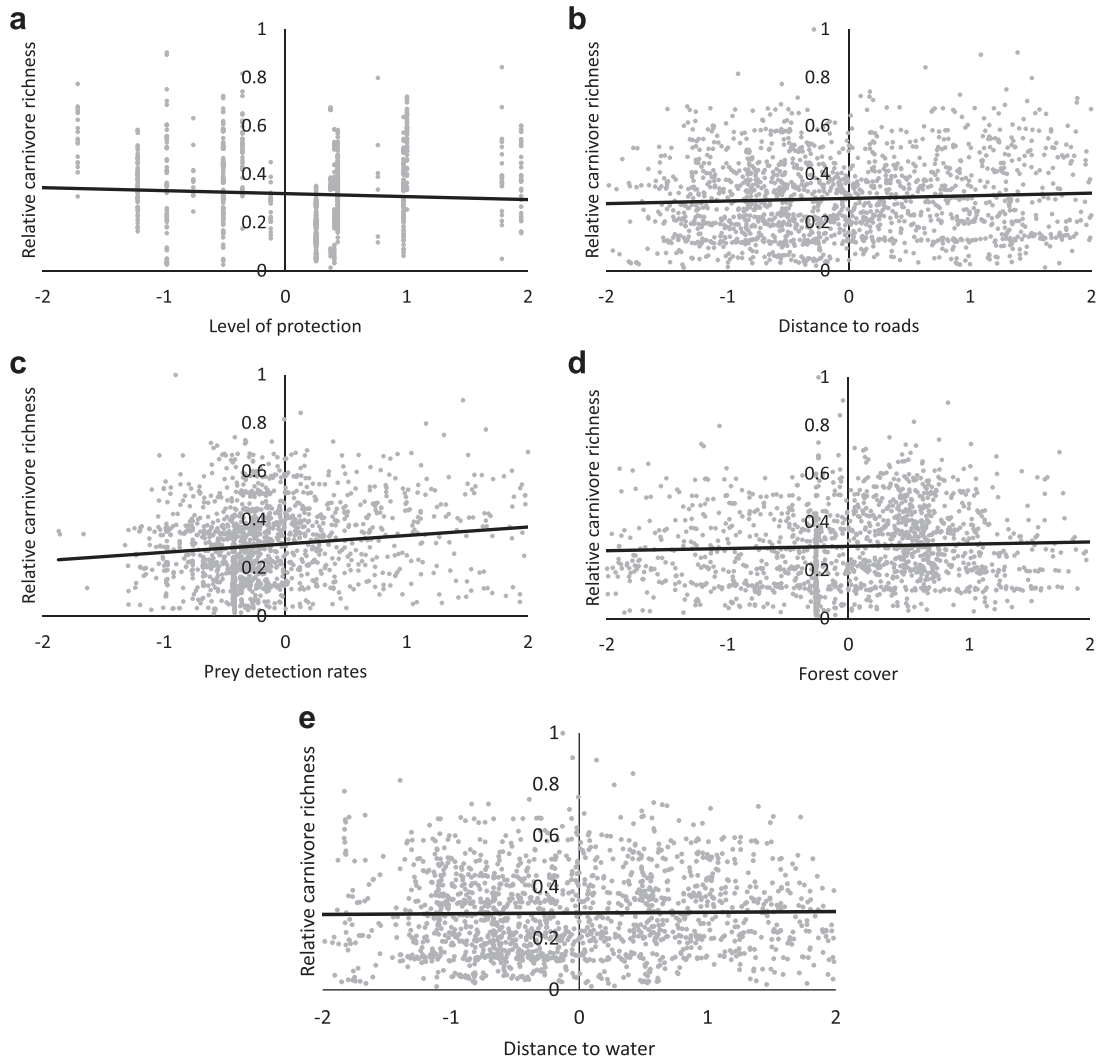 a
Relative carnivore richness
1
0.8
0.6
0.4
0.2
0
-2 -1 0 1 2
Level of protection
b
Relative carnivore richness
1
0.8
0.6
0.4
0.2
0
-2 -1 0 1 2
Distance to roads
c
Relative carnivore richness
1
0.8
0.6
0.4
0.2
0
-2 -1 0 1 2
Prey detection rates
d
Relative carnivore richness
1
0.8
0.6
0.4
0.2
0
-2 -1 0 1 2
Forest cover
e
Relative carnivore richness
1
0.8
0.6
0.4
0.2
0
-2 -1 0 1 2
Distance to water